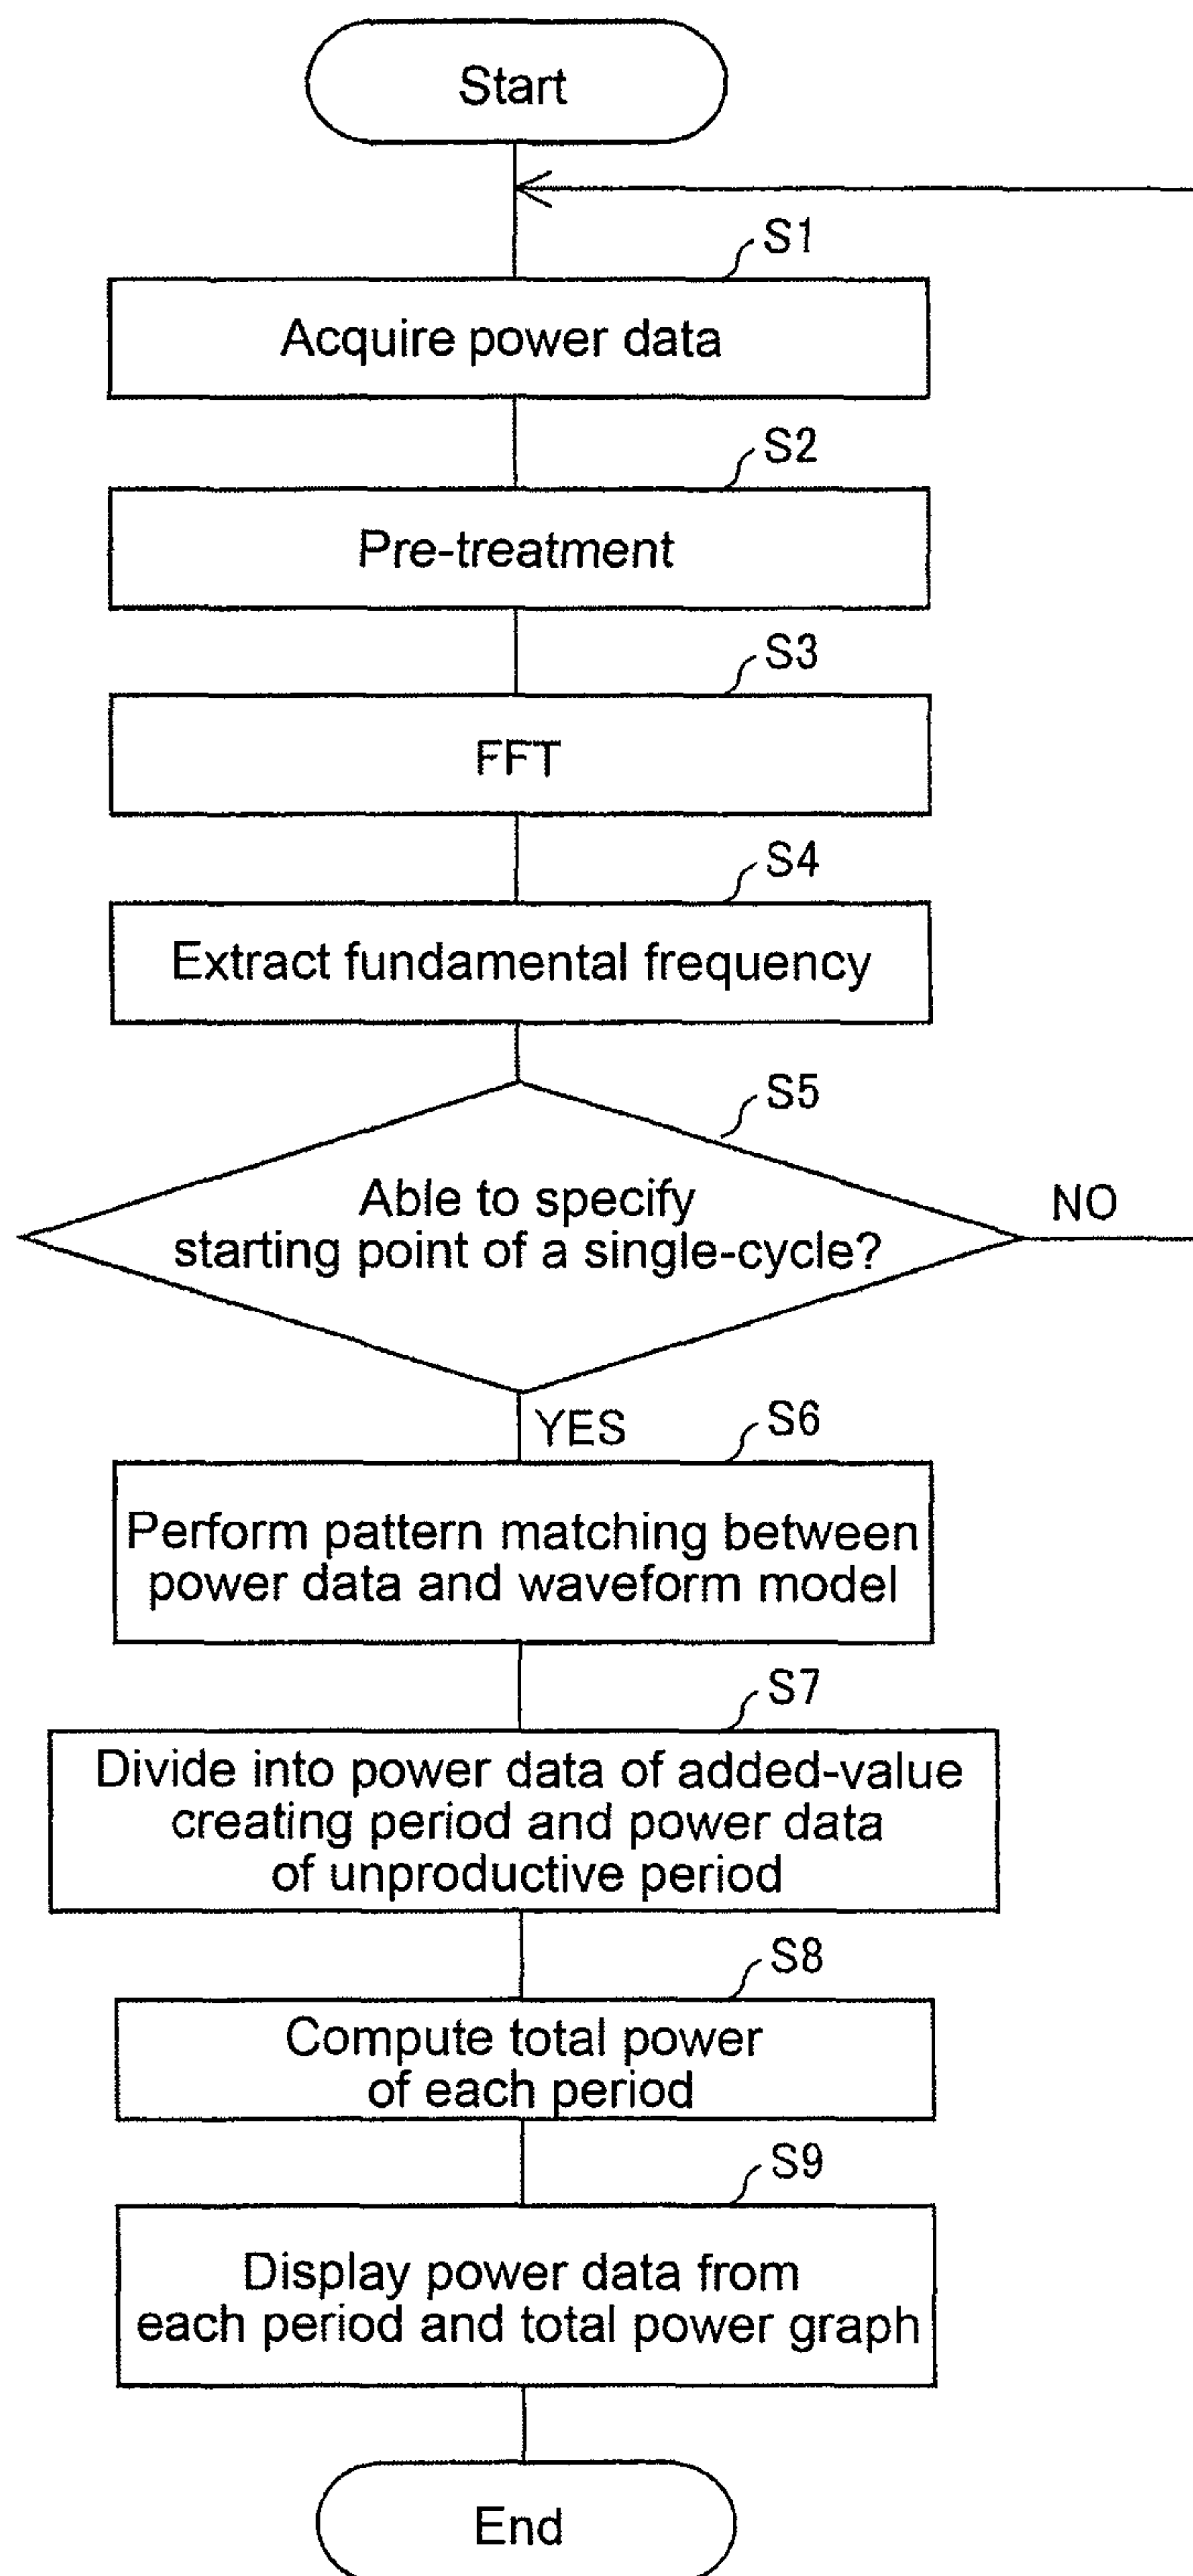 Start
S1
Acquire power data
S2
Pre-treatment
S3
FFT
S4
Extract fundamental frequency
S5
Able to specify
starting point of a single-cycle?
NO
YES
S6
Perform pattern matching between
power data and waveform model
S7
Divide into power data of added-value
creating period and power data
of unproductive period
S8
Compute total power
of each period
S9
Display power data from
each period and total power graph
End